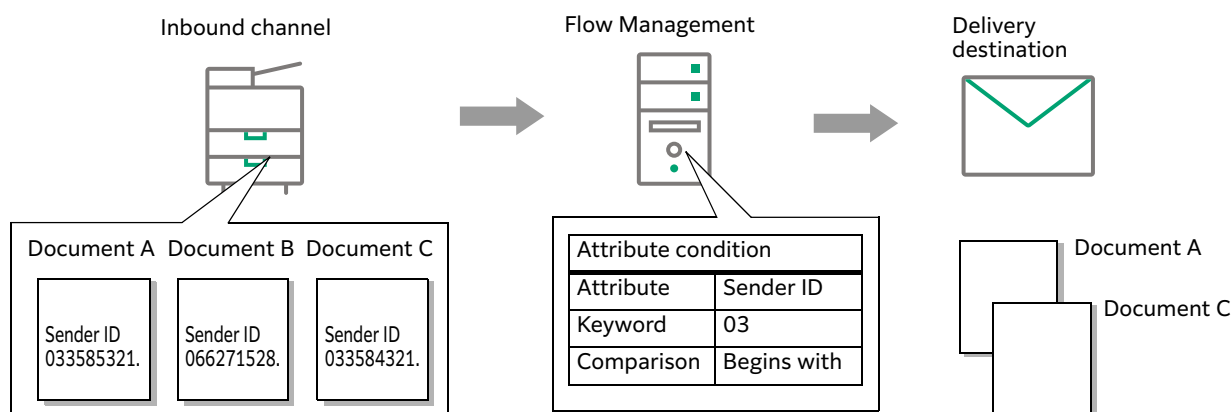 Inbound channel
Flow Management
Delivery
destination
Document A
Document B
Document C
Sender ID
033585321.
Sender ID
066271528.
Sender ID
033584321.
Attribute condition
Attribute Sender ID
Keyword 03
Comparison Begins with
Document A
Document C